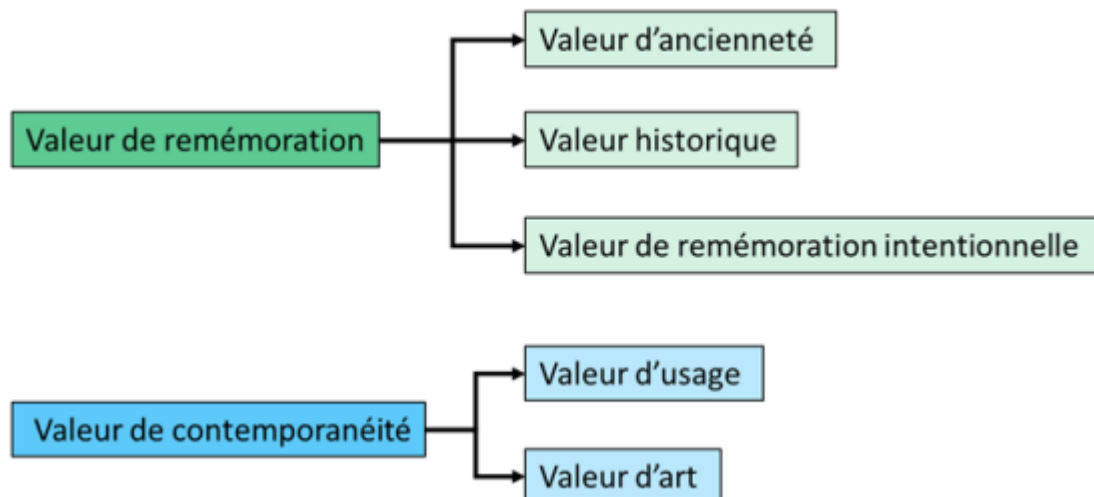 Valeur d’ancienneté
Valeur de remémoration
Valeur historique
Valeur de remémoration intentionnelle
Valeur d’usage
Valeur de contemporanéité
Valeur d’art